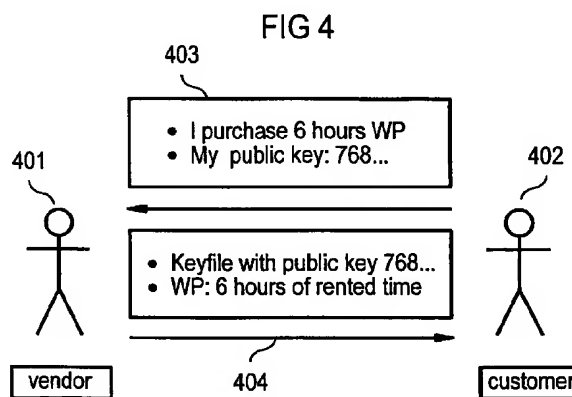 FIG 4
403
• I purchase 6 hours WP
• My public key: 768...
401
402
• Keyfile with public key 768...
• WP: 6 hours of rented time
vendor
404
customer